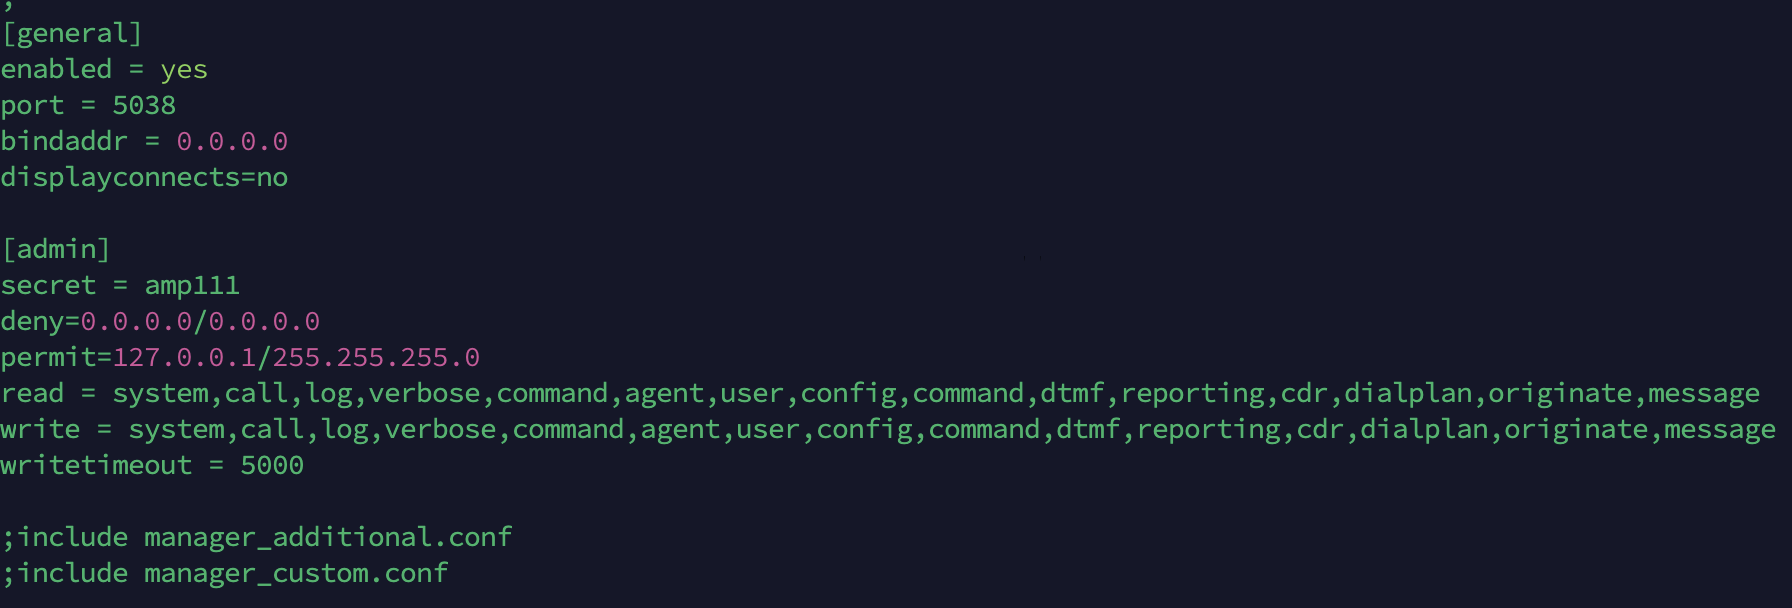 ;
[general]
enabled = yes
port = 5038
bindaddr = 0.0.0.0
displayconnects=no

[admin]
secret = amp111
deny=0.0.0.0/0.0.0.0
permit=127.0.0.1/255.255.255.0
read = system,call,log,verbose,command,agent,user,config,command,dtmf,reporting,cdr,dialplan,originate,message
write = system,call,log,verbose,command,agent,user,config,command,dtmf,reporting,cdr,dialplan,originate,message
writetimeout = 5000

;include manager_additional.conf
;include manager_custom.conf